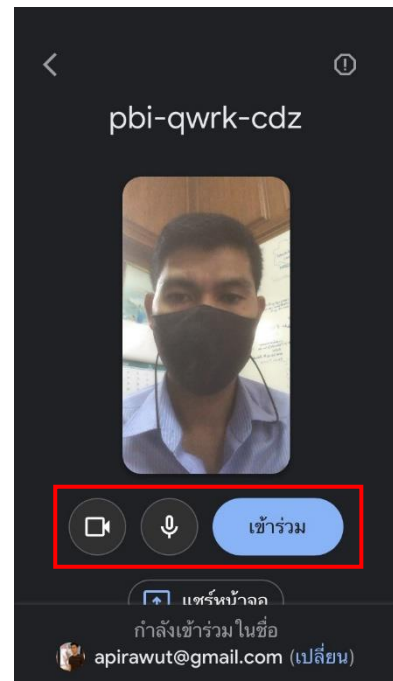 pbi-qwrk-cdz
เข้าร่วม
แชร์หน้าจอ
กำลังเข้าร่วมในชื่อ
apirawut@gmail.com (เปลี่ยน)